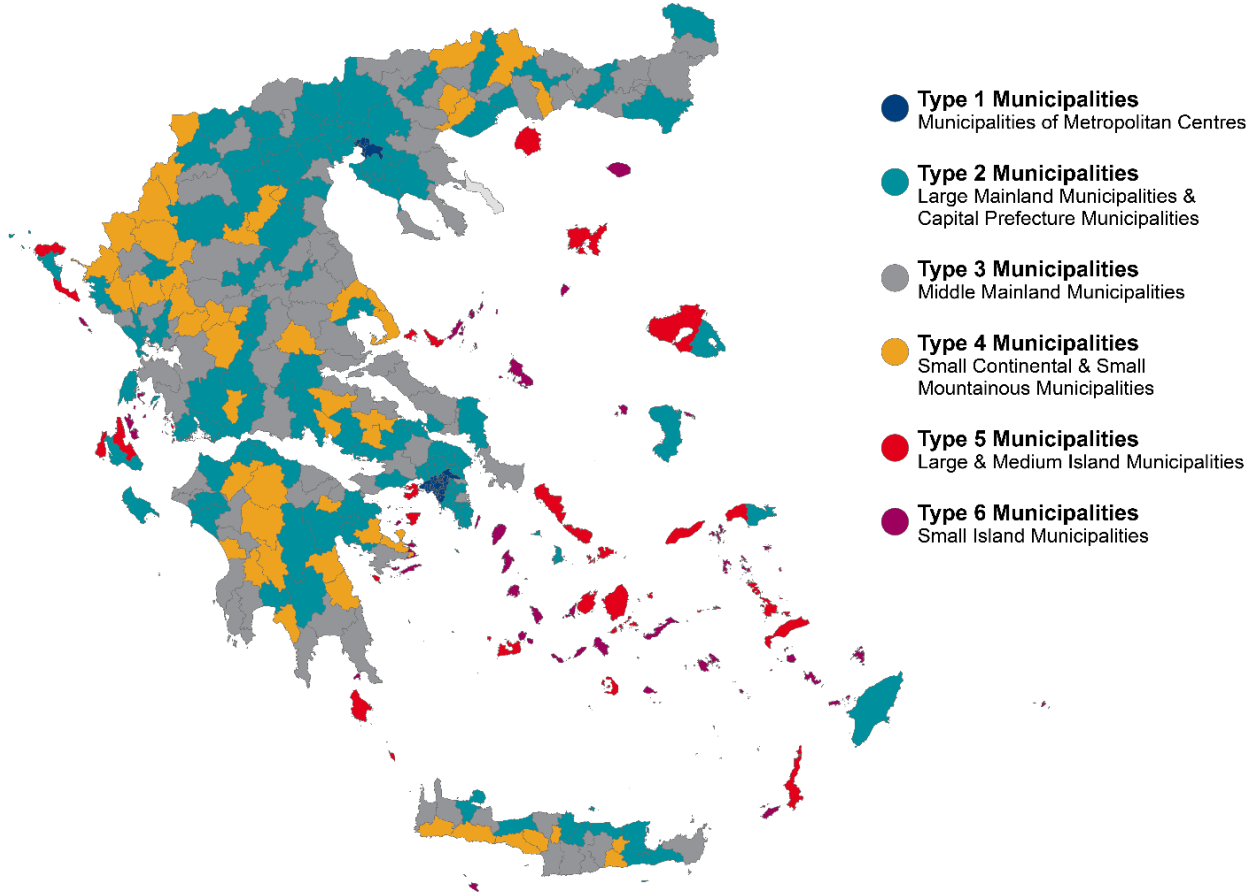 Type 1 Municipalities
Municipalities of Metropolitan Centres
Type 2 Municipalities
Large Mainland Municipalities &
Capital Prefecture Municipalities
Type 3 Municipalities
Middle Mainland Municipalities
Type 4 Municipalities
Small Continental & Small
Mountainous Municipalities
Type 5 Municipalities
Large & Medium Island Municipalities
Type 6 Municipalities
Small Island Municipalities